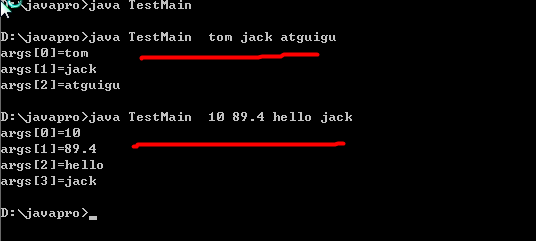 D:\javapro>java TestMain
D:\javapro>java TestMain  tom jack atguigu
args[0]=tom
args[1]=jack
args[2]=atguigu
D:\javapro>java TestMain  10 89.4 hello jack
args[0]=10
args[1]=89.4
args[2]=hello
args[3]=jack
D:\javapro>_